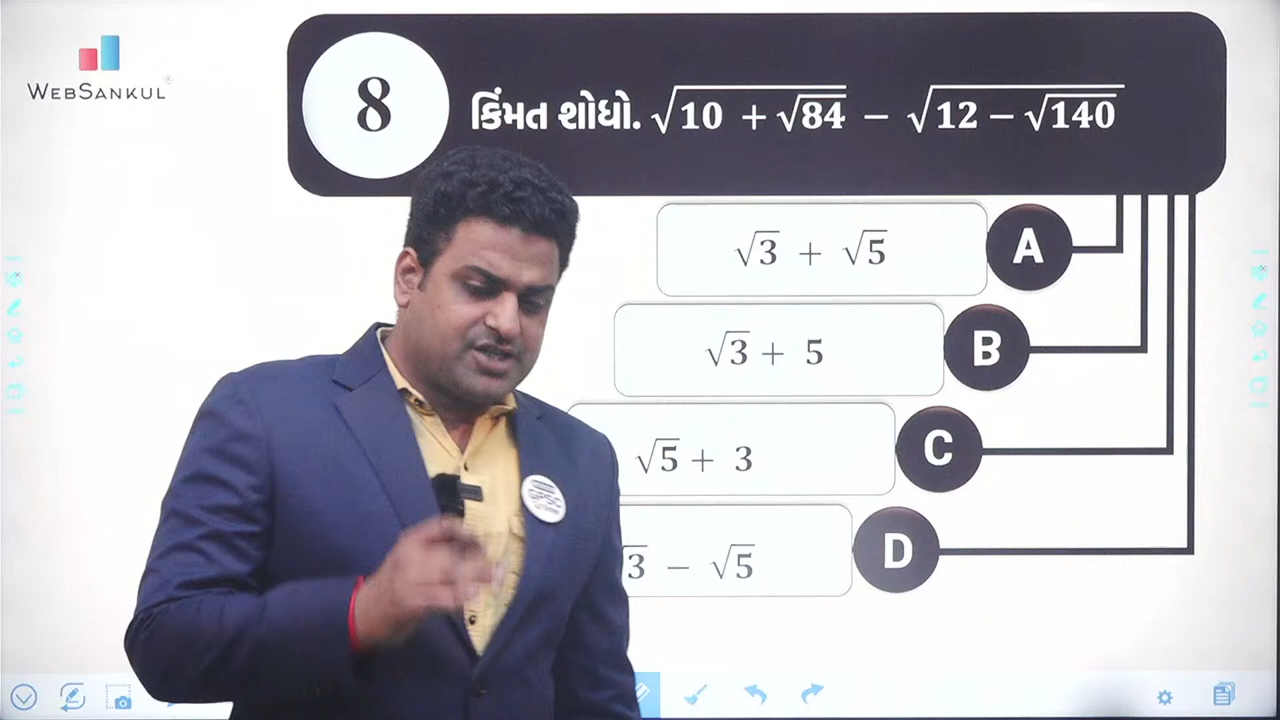 WEBSANKUL®
8
કિંમત શોધો. √(10 + √84) − √(12 − √140)
√3 + √5 A
√3 + 5 B
√5 + 3 C
3 − √5 D